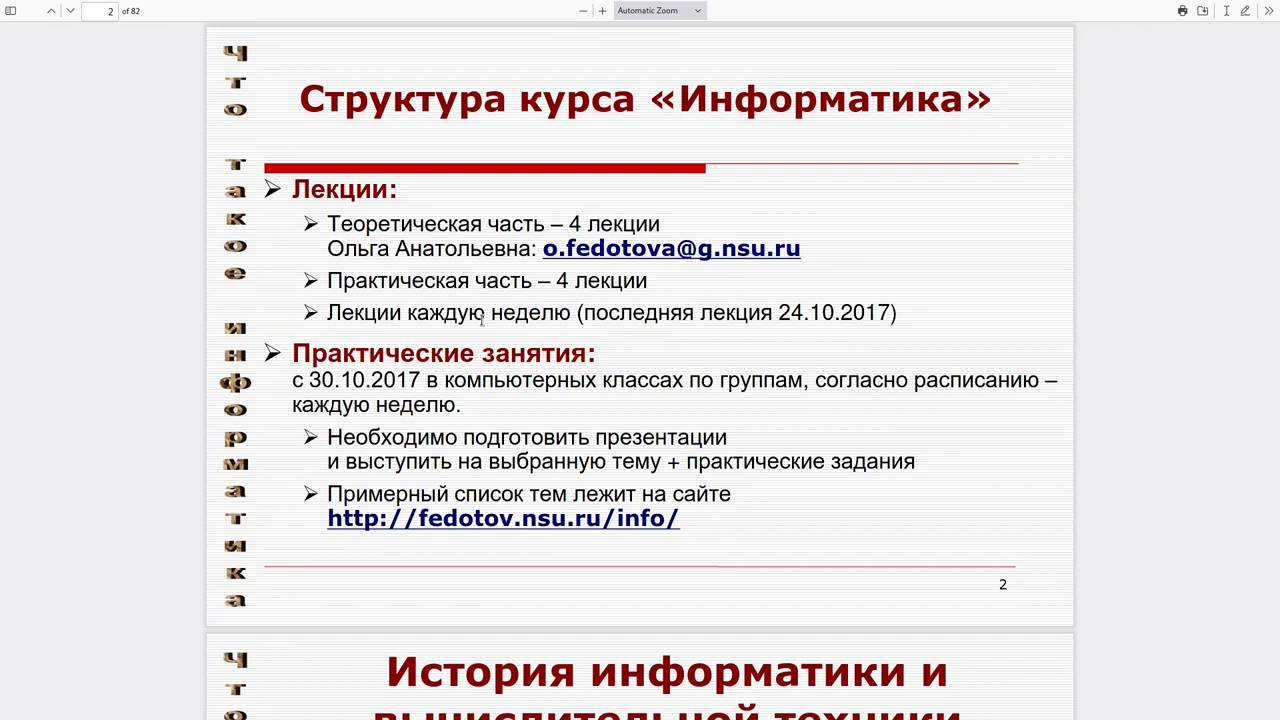 2
of 82
Automatic Zoom
Что такое информатика
Структура курса «Информатика»
Лекции:
Теоретическая часть – 4 лекции
Ольга Анатольевна: o.fedotova@g.nsu.ru
Практическая часть – 4 лекции
Лекции каждую неделю (последняя лекция 24.10.2017)
Практические занятия:
с 30.10.2017 в компьютерных классах по группам, согласно расписанию –
каждую неделю.
Необходимо подготовить презентации
и выступить на выбранную тему + практические задания
Примерный список тем лежит на сайте
http://fedotov.nsu.ru/info/
2
Что
История информатики и
вычислительной техники